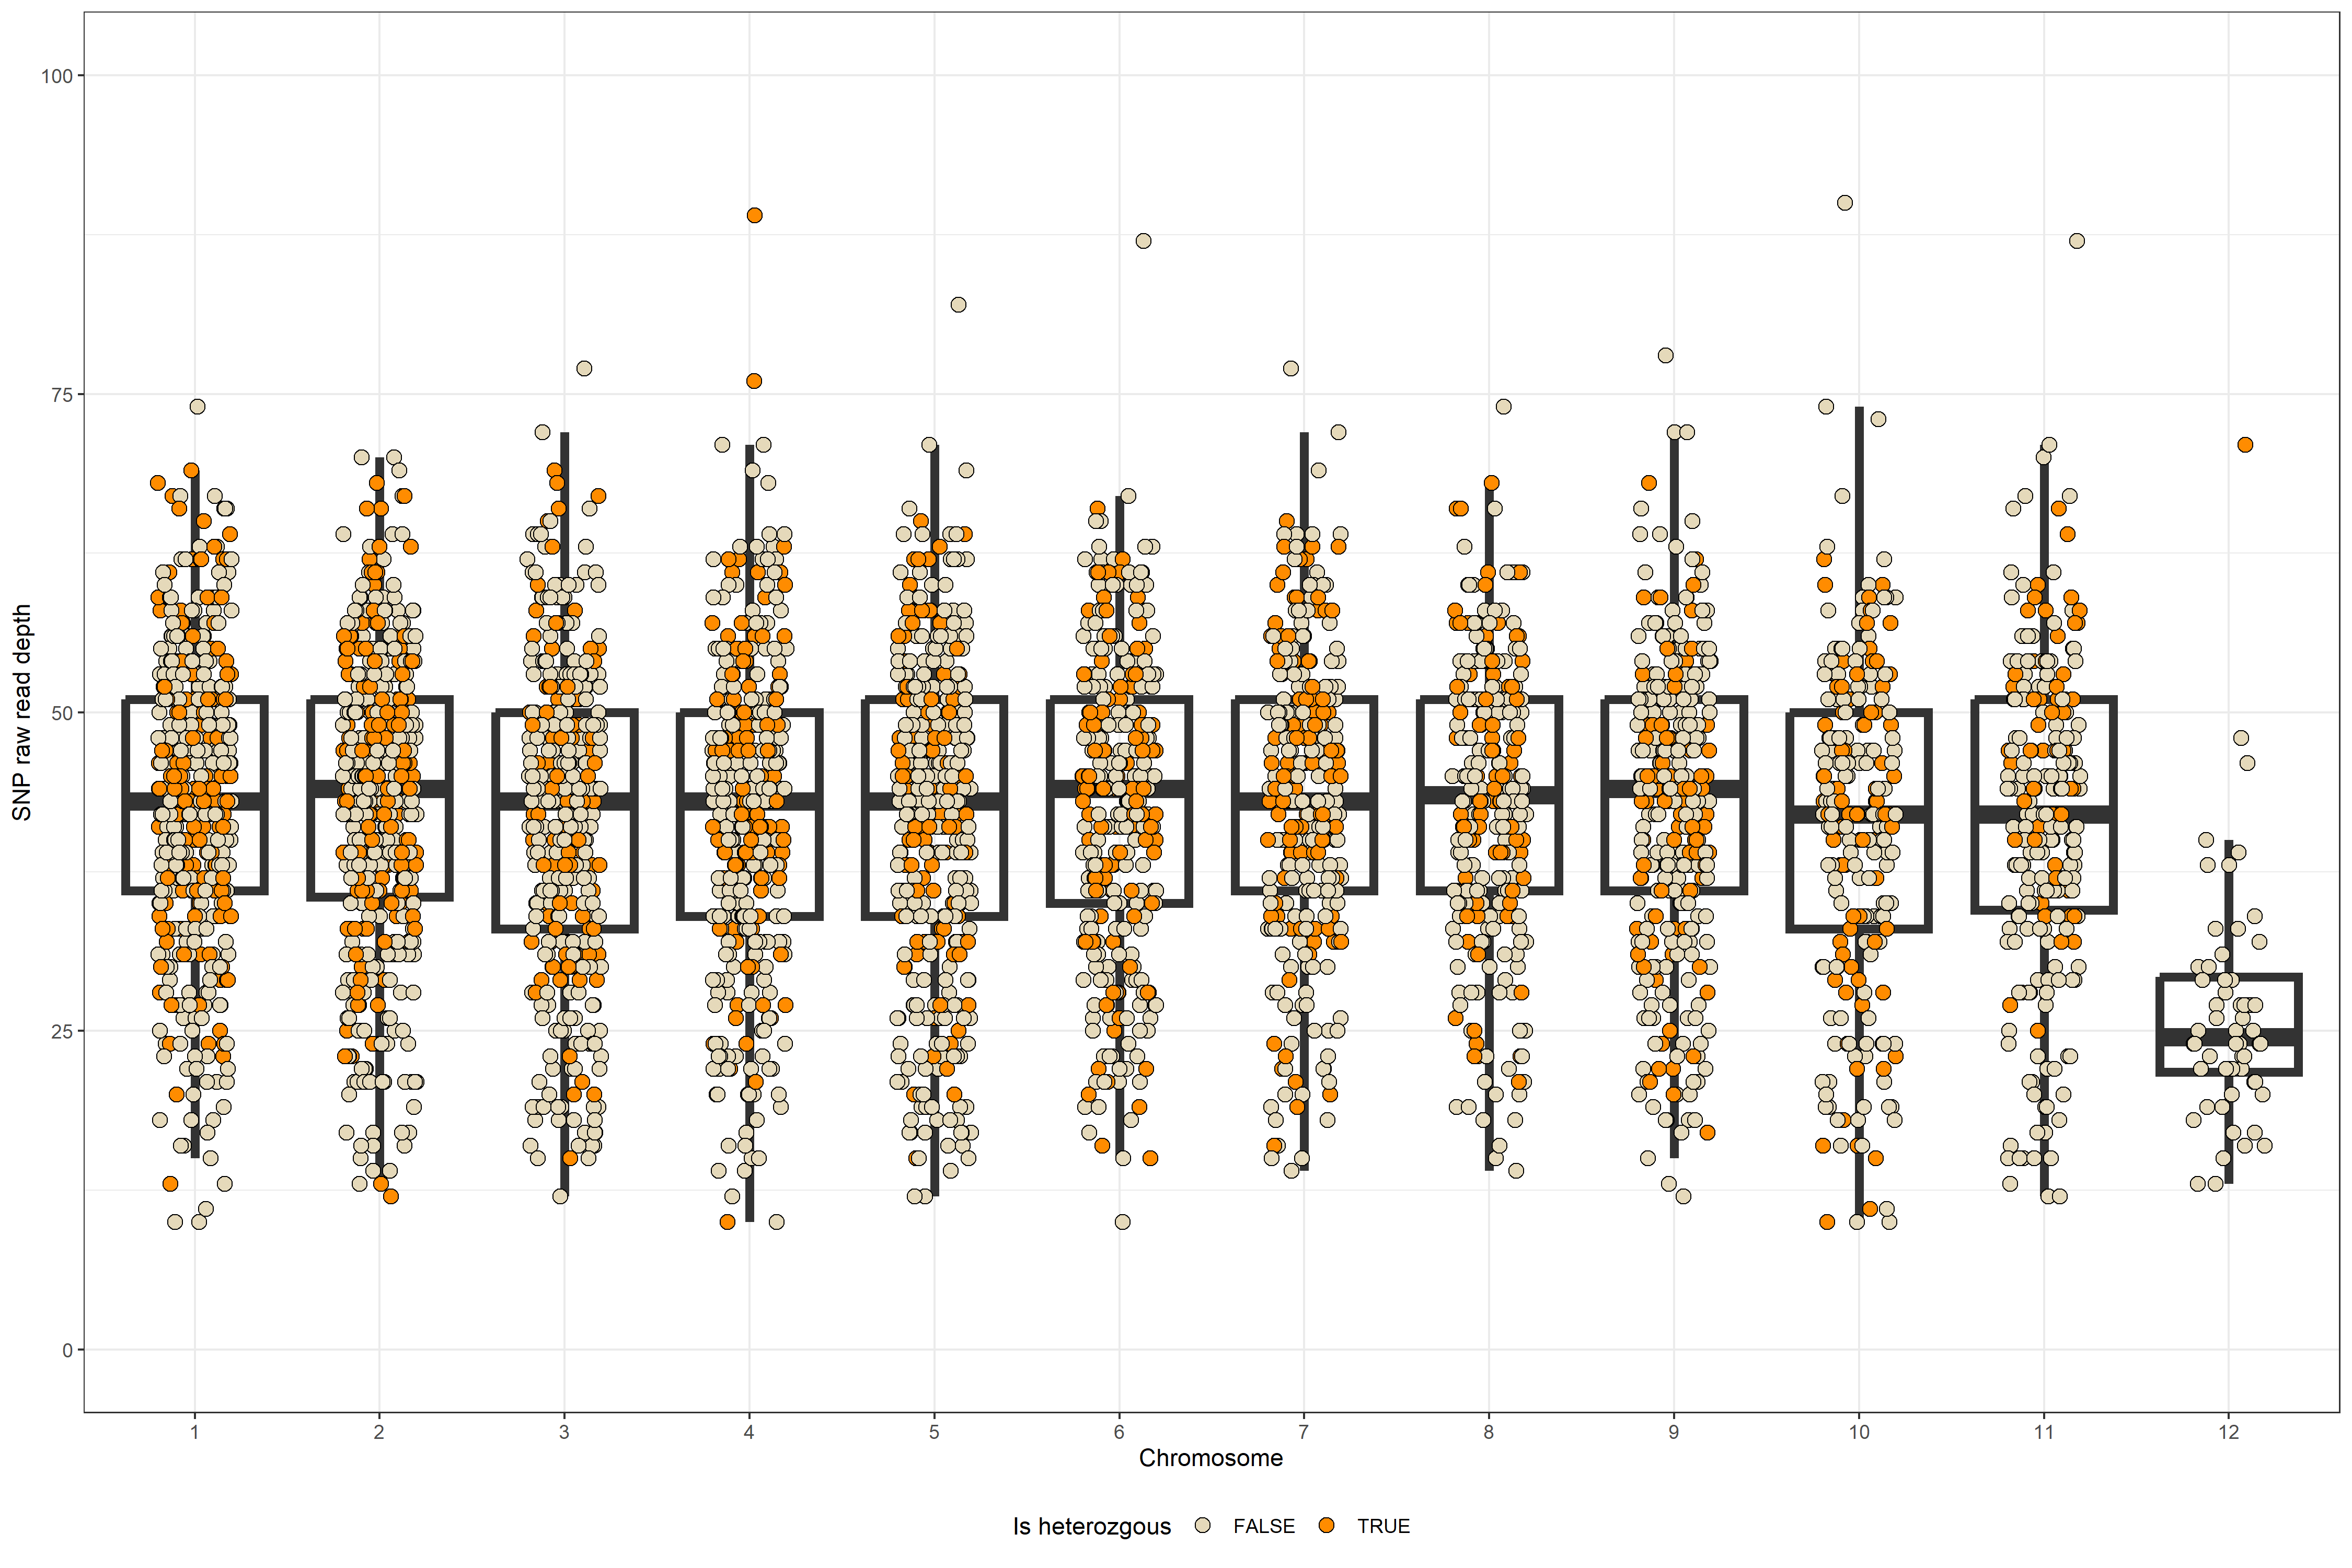 100
75
50
25
0
SNP raw read depth
1 2 3 4 5 6 7 8 9 10 11 12
Chromosome
Is heterozgous FALSE TRUE